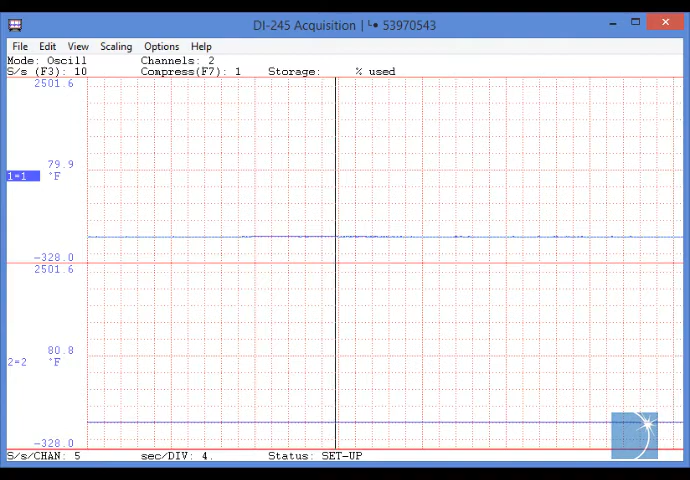 DI-245 Acquisition | 53970543
File Edit View Scaling Options Help
Mode: Oscill Channels: 2
S/s (F3): 10 Compress(F7): 1 Storage: % used
2501.6
79.9
1=1 °F
-328.0
2501.6
80.8
2=2 °F
-328.0
S/s/CHAN: 5 sec/DIV: 4. Status: SET-UP